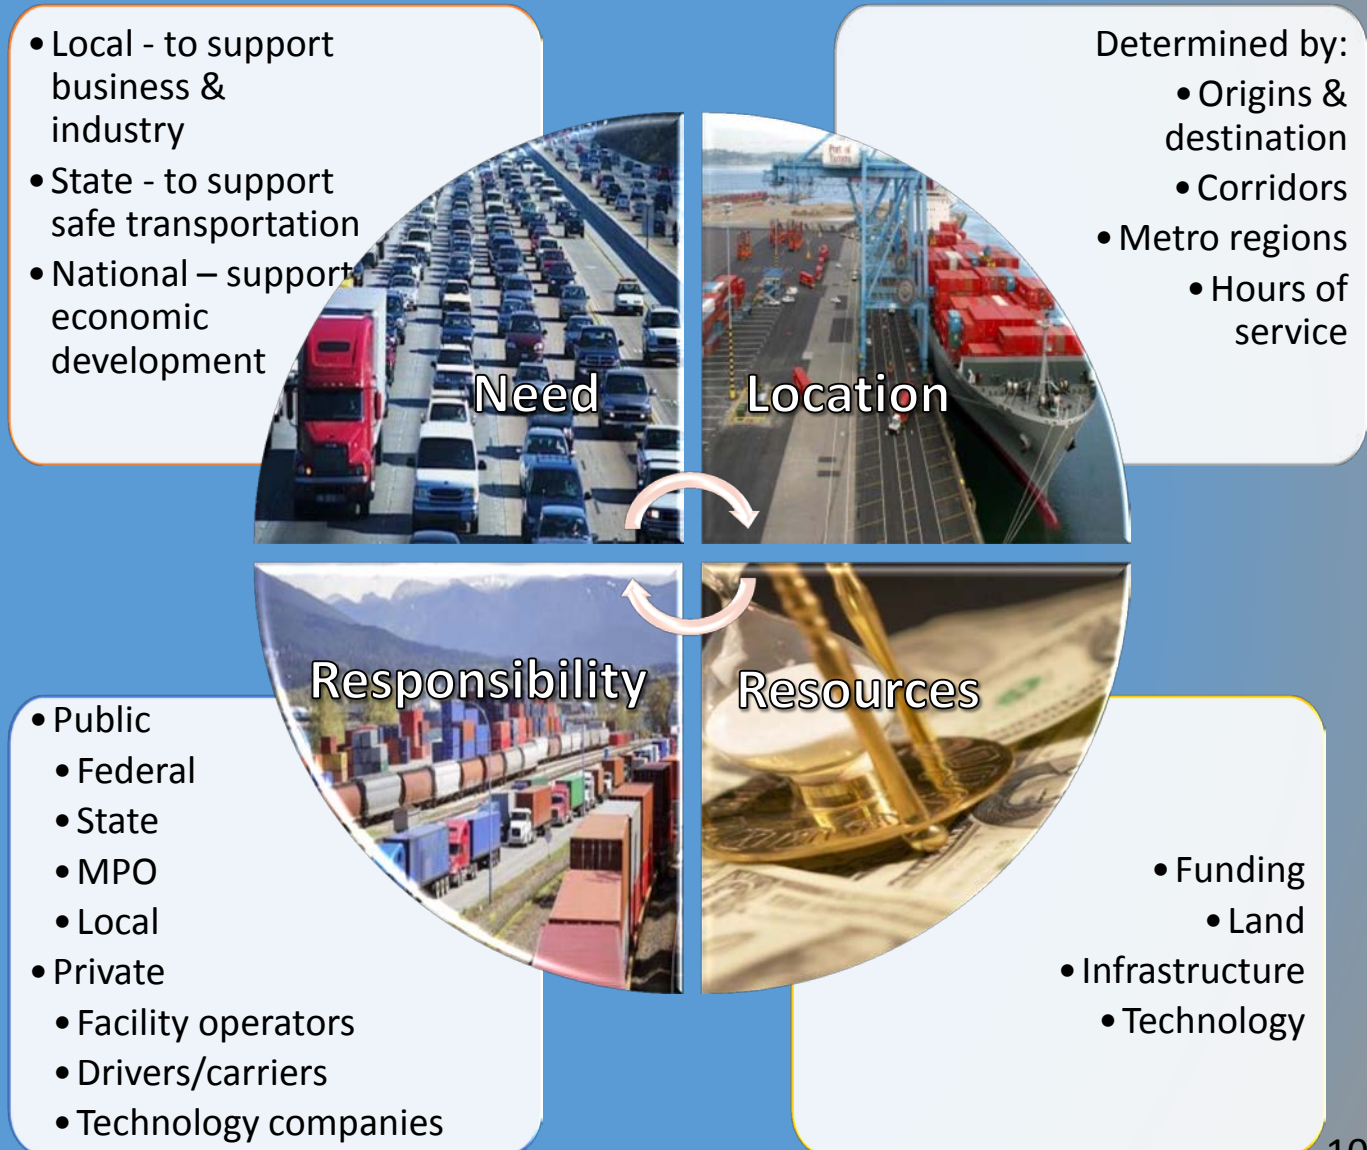 • Local - to support
business &
industry
• State - to support
safe transportation
• National – support
economic
development
Need
Determined by:
• Origins &
destination
• Corridors
• Metro regions
• Hours of
service
Port of
Location
Responsibility
• Public
• Federal
• State
• MPO
• Local
• Private
• Facility operators
• Drivers/carriers
• Technology companies
Resources
• Funding
• Land
• Infrastructure
• Technology